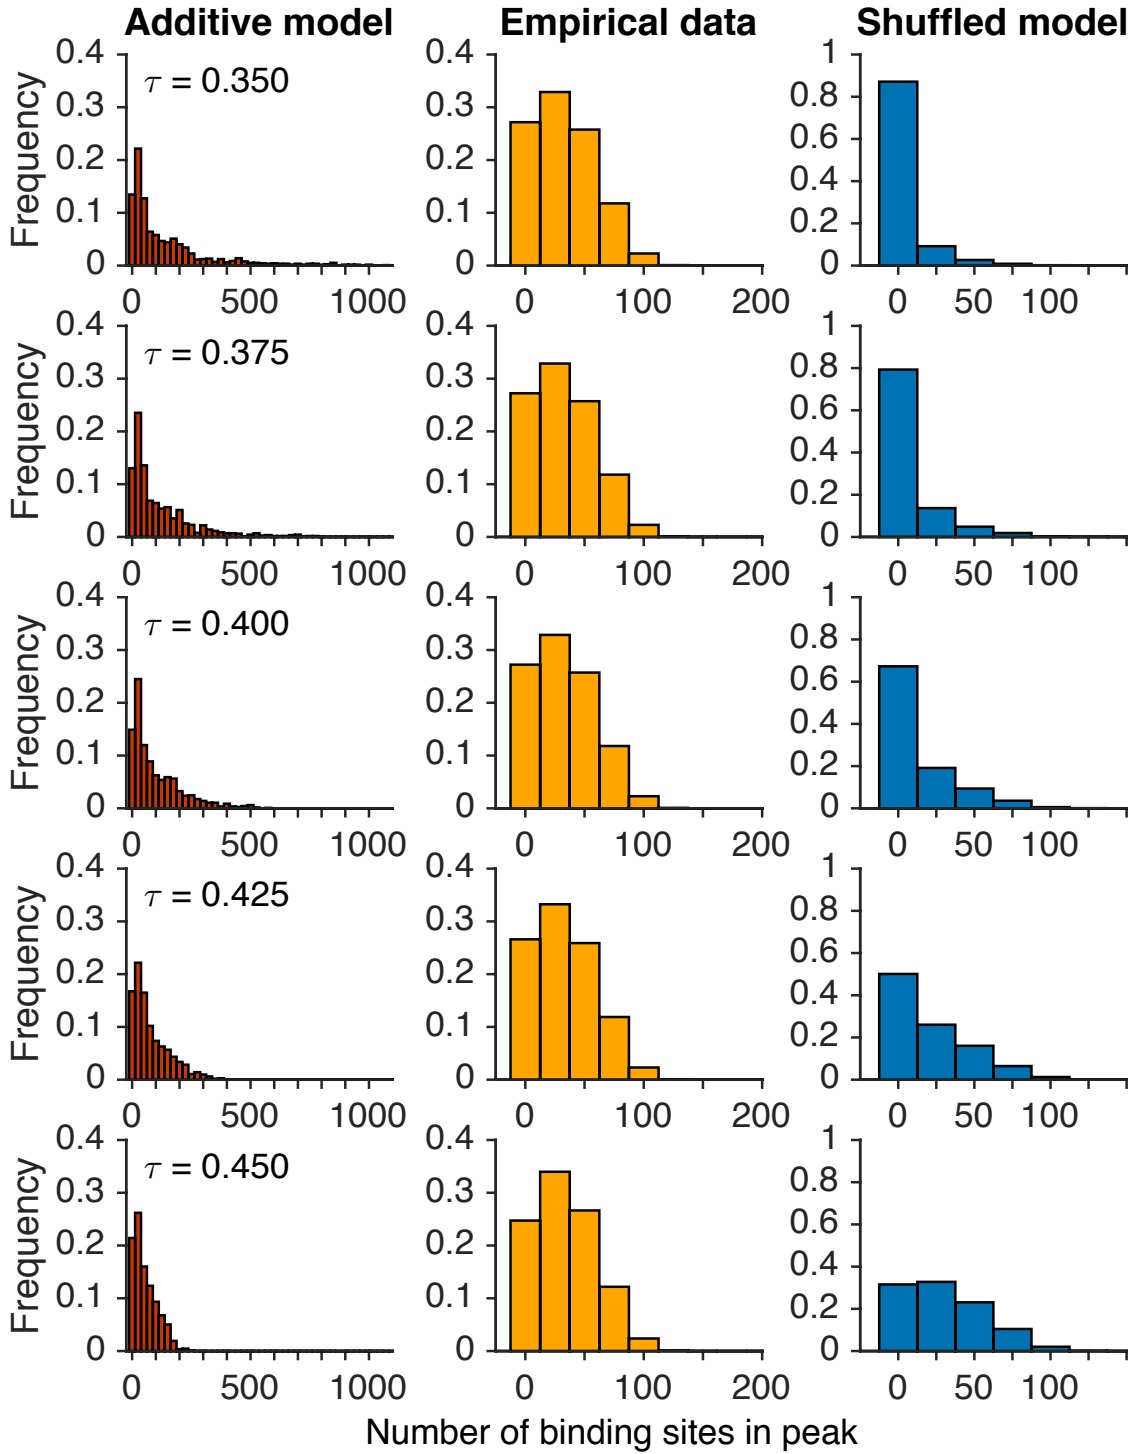 Additive model Empirical data Shuffled model
0.4 0.4 1
τ = 0.350
0.3 0.3 0.8
0.2 0.2 0.6
0.4
0.1 0.1 0.2
0 0 0
Frequency
0 500 1000 0 100 200 0 50 100
0.4 0.4 1
τ = 0.375
0.3 0.3 0.8
0.2 0.2 0.6
0.4
0.1 0.1 0.2
0 0 0
Frequency
0 500 1000 0 100 200 0 50 100
0.4 0.4 1
τ = 0.400
0.3 0.3 0.8
0.2 0.2 0.6
0.4
0.1 0.1 0.2
0 0 0
Frequency
0 500 1000 0 100 200 0 50 100
0.4 0.4 1
τ = 0.425
0.3 0.3 0.8
0.2 0.2 0.6
0.4
0.1 0.1 0.2
0 0 0
Frequency
0 500 1000 0 100 200 0 50 100
0.4 0.4 1
τ = 0.450
0.3 0.3 0.8
0.2 0.2 0.6
0.4
0.1 0.1 0.2
0 0 0
Frequency
0 500 1000 0 100 200 0 50 100
Number of binding sites in peak